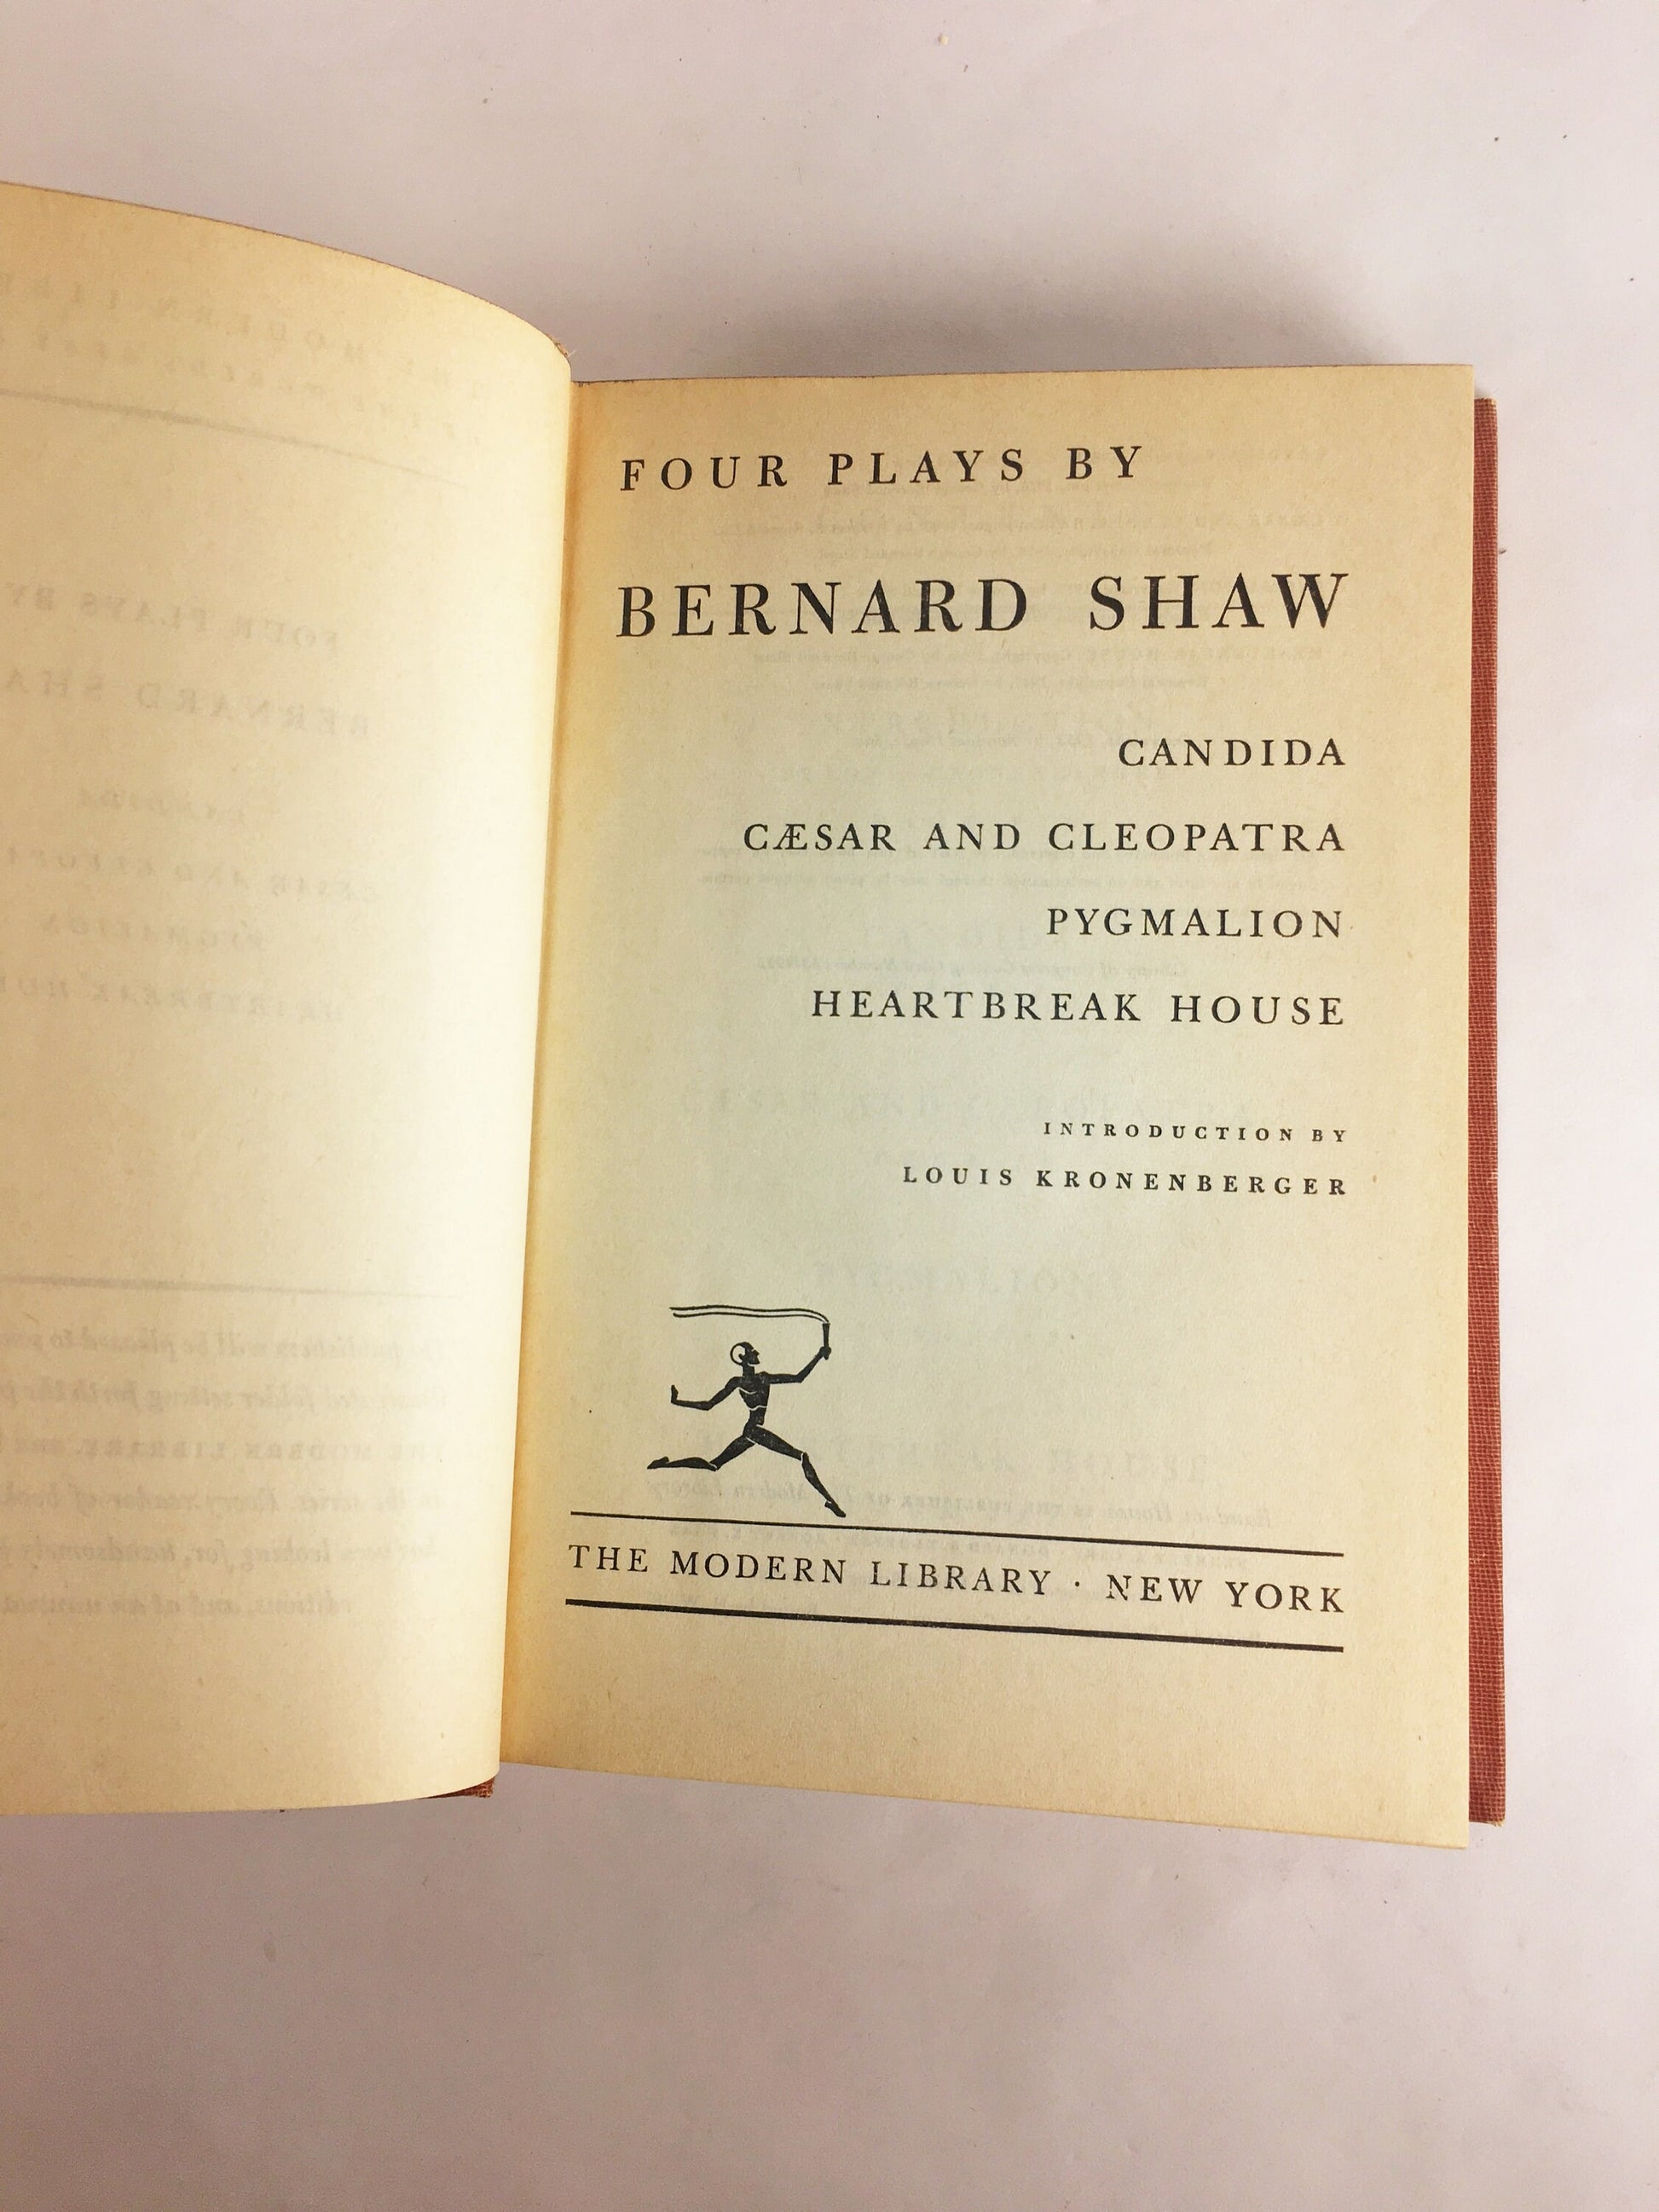 FOUR PLAYS BY
BERNARD SHAW
CANDIDA
CÆSAR AND CLEOPATRA
PYGMALION
HEARTBREAK HOUSE
INTRODUCTION BY
LOUIS KRONENBERGER
THE MODERN LIBRARY · NEW YORK